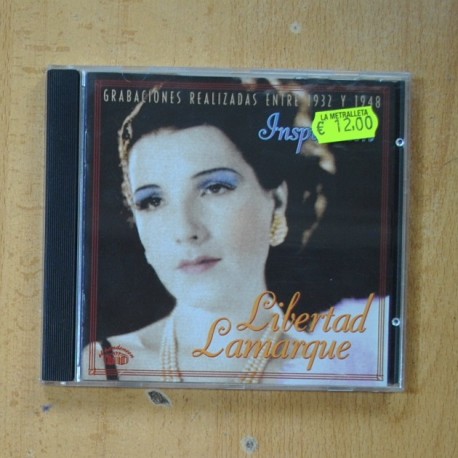 GRABACIONES REALIZADAS ENTRE 1932 Y 1948
LA METRALLETA
€ 12,00
Libertad
Lamarque